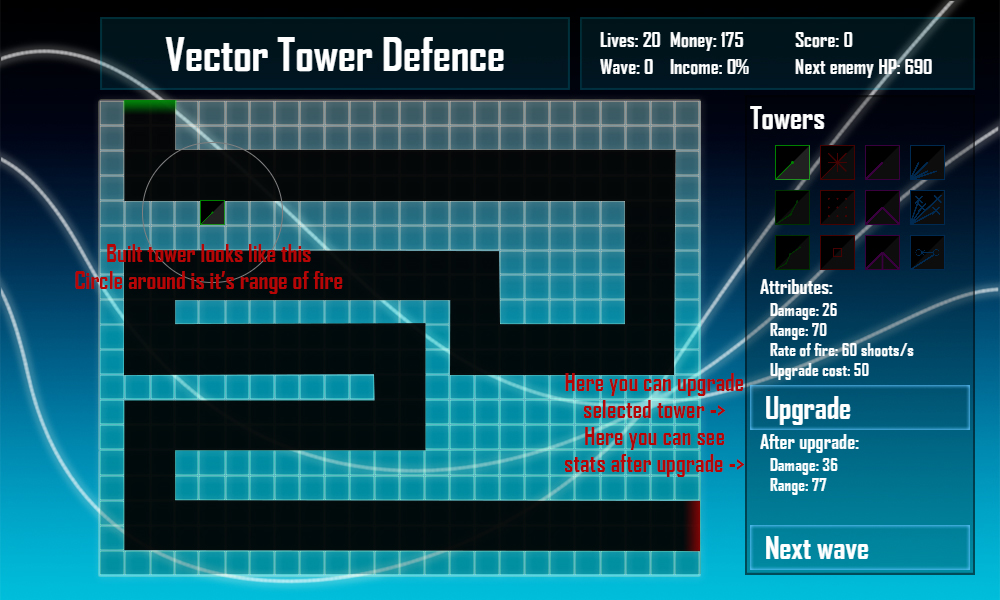 Vector Tower Defence
Lives: 20 Money: 175 Score: 0
Wave: 0 Income: 0% Next enemy HP: 690
Towers
Built tower looks like this
Circle around is it's range of fire
Attributes:
Damage: 26
Range: 70
Rate of fire: 60 shoots/s
Upgrade cost: 50
Here you can upgrade
selected tower ->
Here you can see
stats after upgrade ->
Upgrade
After upgrade:
Damage: 36
Range: 77
Next wave